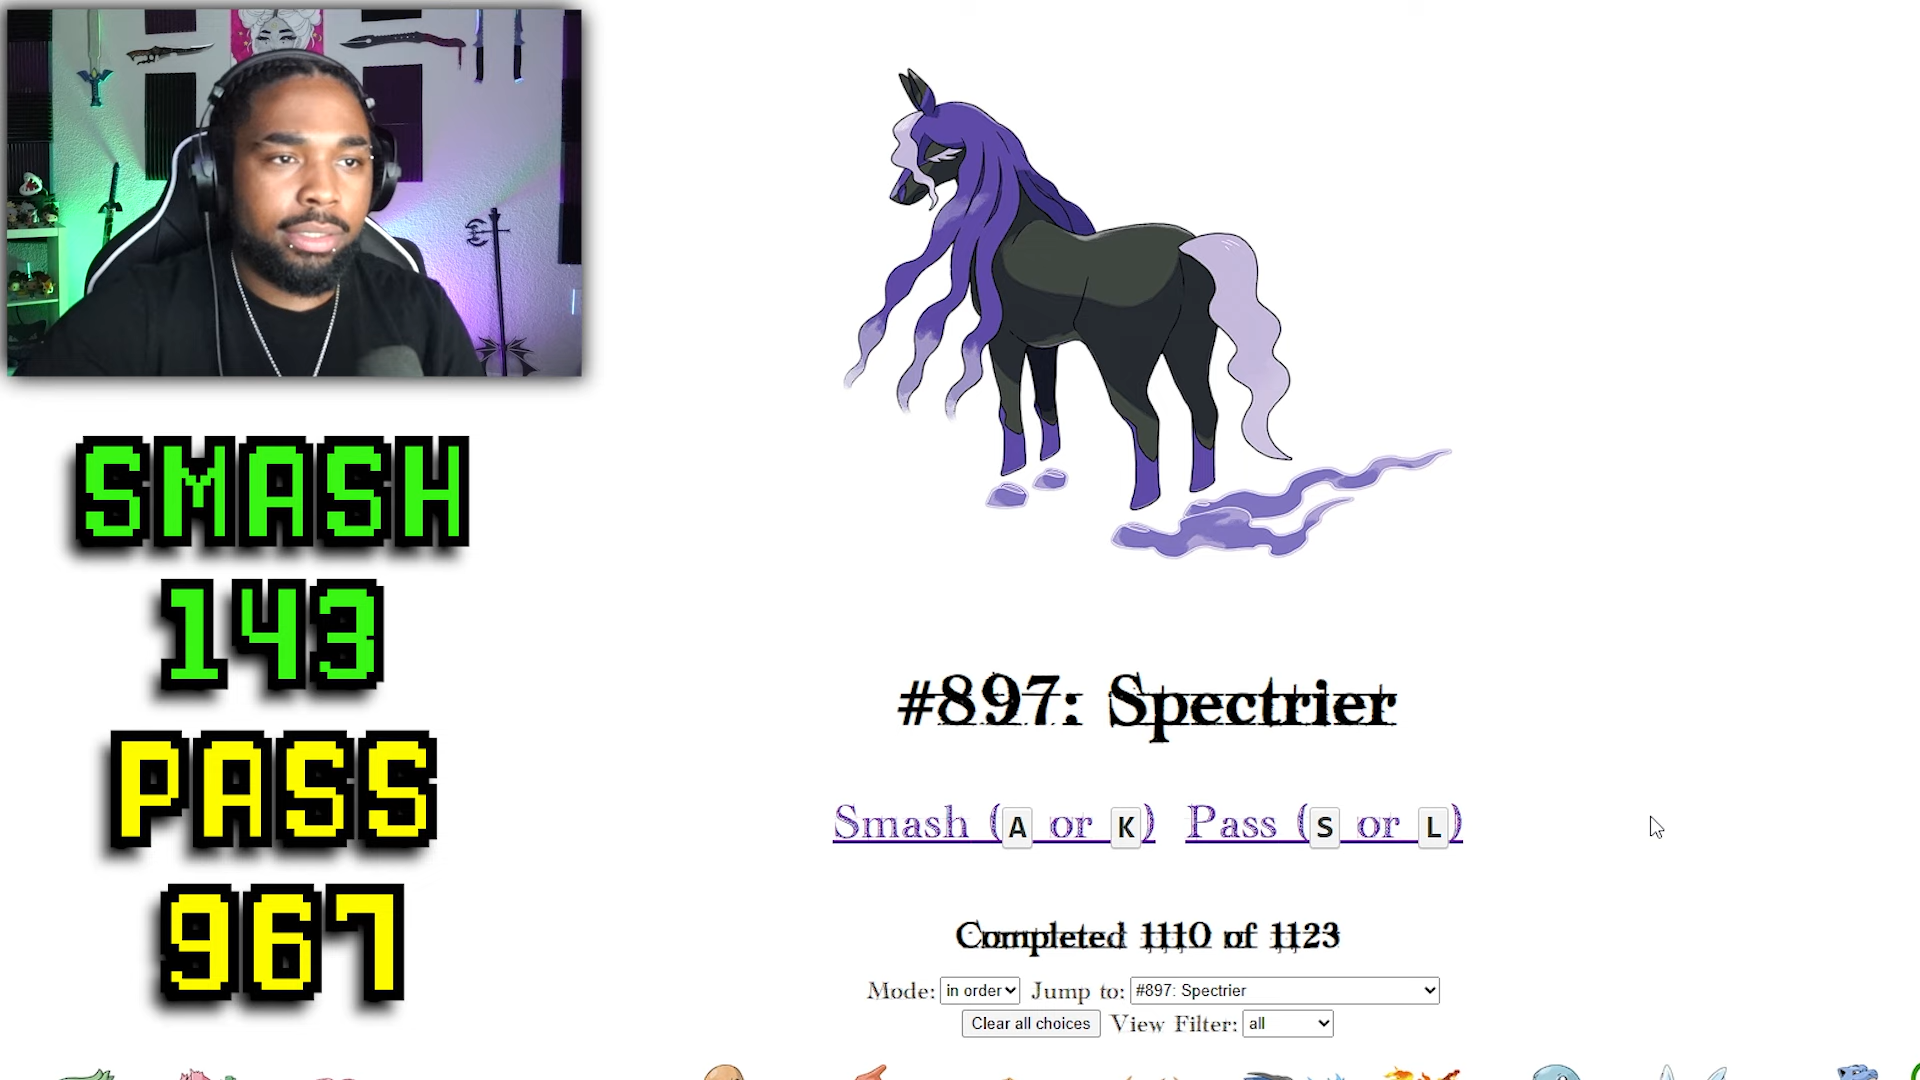 SMASH
143
PASS
967
#897: Spectrier
Smash (A or K) Pass (S or L)
Completed 1110 of 1123
Mode: in order Jump to: #897: Spectrier
Clear all choices View Filter: all